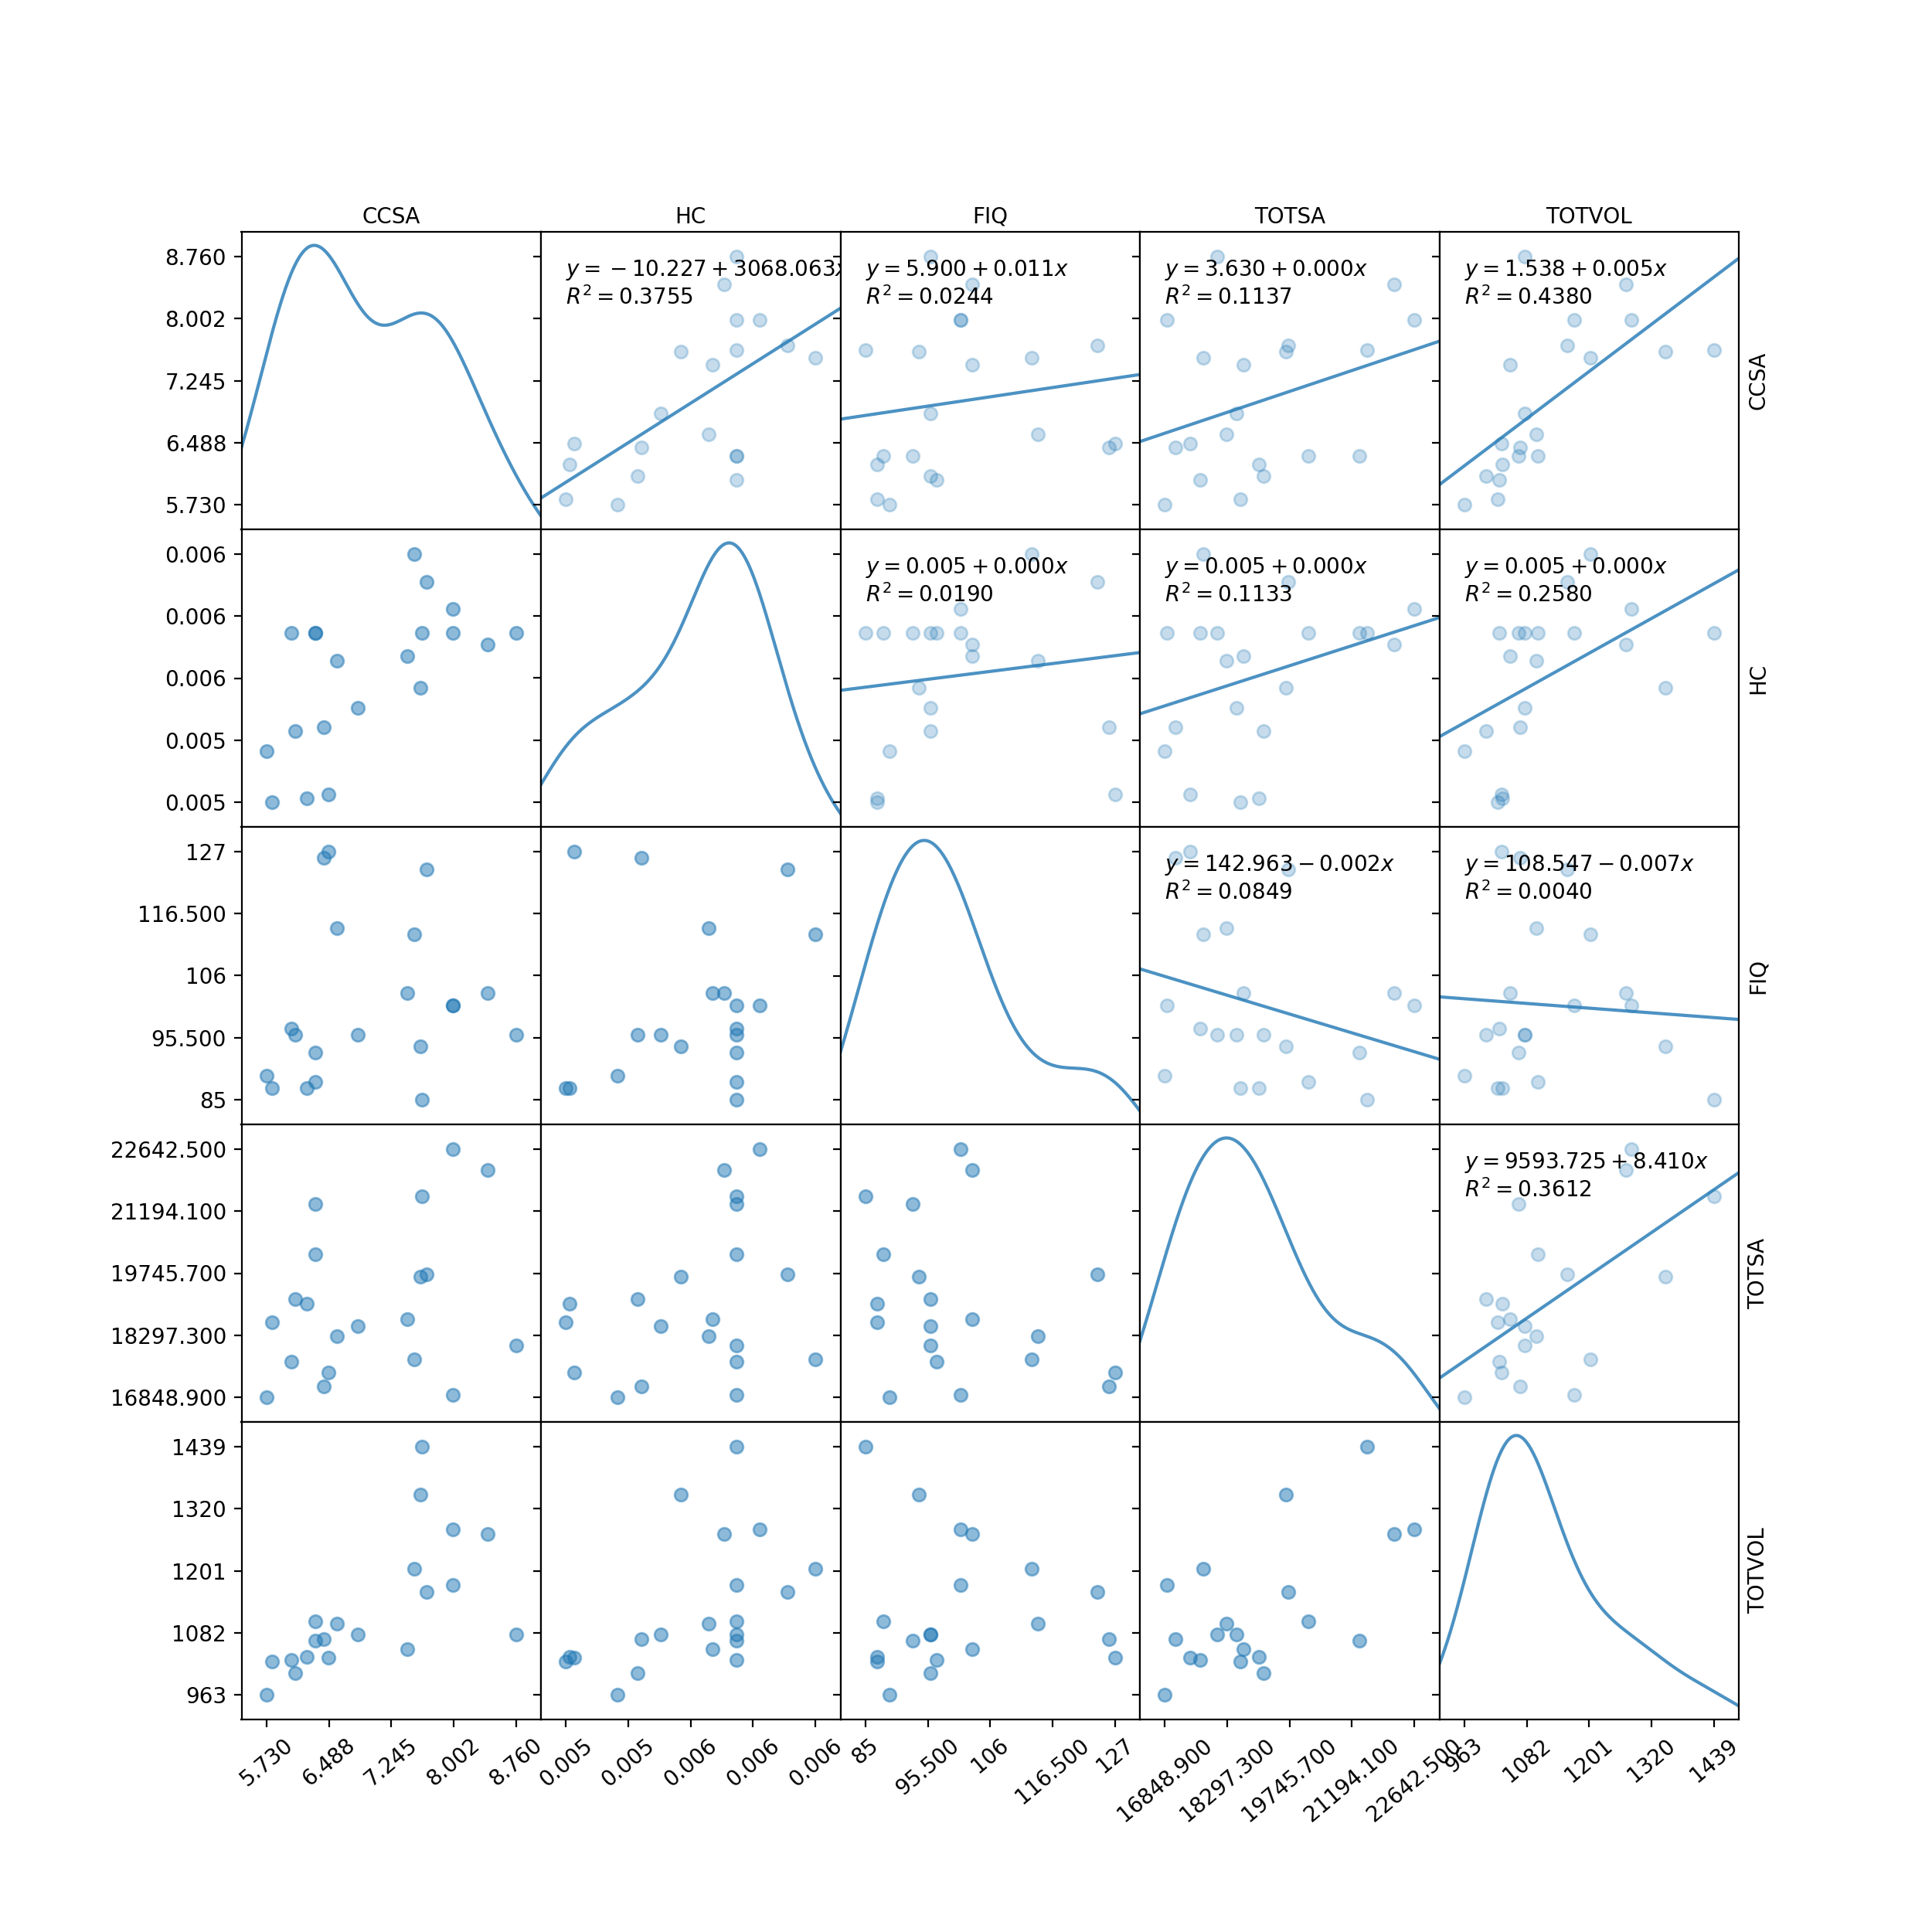 CCSA HC FIQ TOTSA TOTVOL
8.760
8.002
7.245
6.488
5.730
y = − 10.227 + 3068.063x
R² = 0.3755
y = 5.900 + 0.011x
R² = 0.0244
y = 3.630 + 0.000x
R² = 0.1137
y = 1.538 + 0.005x
R² = 0.4380
CCSA
0.006
0.006
0.006
0.005
0.005
y = 0.005 + 0.000x
R² = 0.0190
y = 0.005 + 0.000x
R² = 0.1133
y = 0.005 + 0.000x
R² = 0.2580
HC
127
116.500
106
95.500
85
y = 142.963 − 0.002x
R² = 0.0849
y = 108.547 − 0.007x
R² = 0.0040
FIQ
22642.500
21194.100
19745.700
18297.300
16848.900
y = 9593.725 + 8.410x
R² = 0.3612
TOTSA
1439
1320
1201
1082
963
TOTVOL
5.730 6.488 7.245 8.002 8.760
0.005 0.005 0.006 0.006 0.006
85 95.500 106 116.500 127
16848.900 18297.300 19745.700 21194.100 22642.500
963 1082 1201 1320 1439